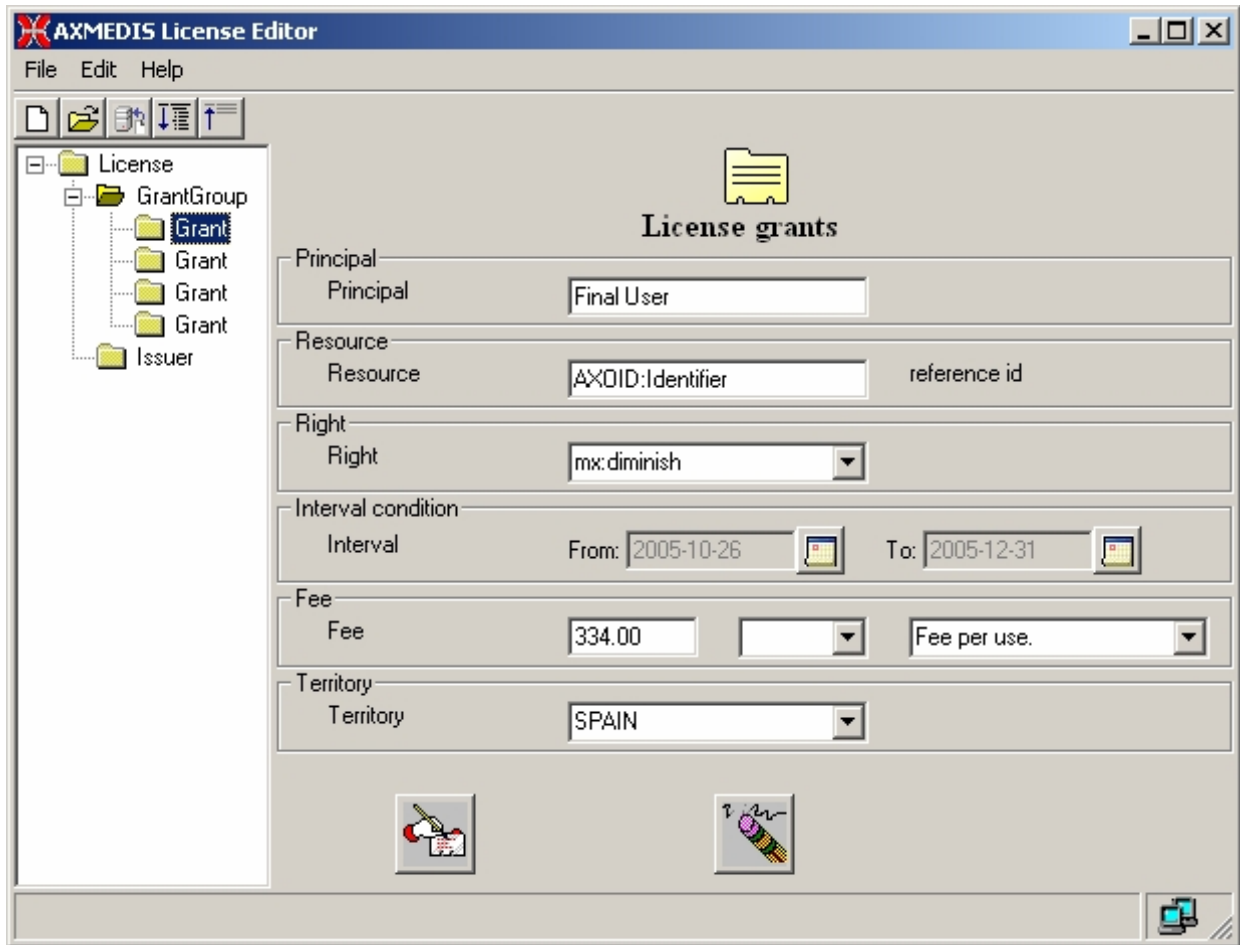 AXMEDIS License Editor
File Edit Help
License
GrantGroup
Grant
Grant
Grant
Grant
Issuer
License grants
Principal
Principal Final User
Resource
Resource AXOID:Identifier reference id
Right
Right mx:diminish
Interval condition
Interval From: 2005-10-26 To: 2005-12-31
Fee
Fee 334.00 Fee per use.
Territory
Territory SPAIN